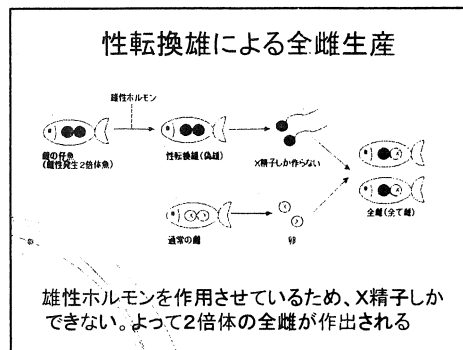 性転換雄による全雌生産
雄性ホルモン
雌の仔魚
(雌性発生2倍体魚)
性転換雄(偽雄)
X精子しか作らない
通常の雌
卵
全雌(全て雌)
雄性ホルモンを作用させているため、X精子しか
できない。よって2倍体の全雌が作出される